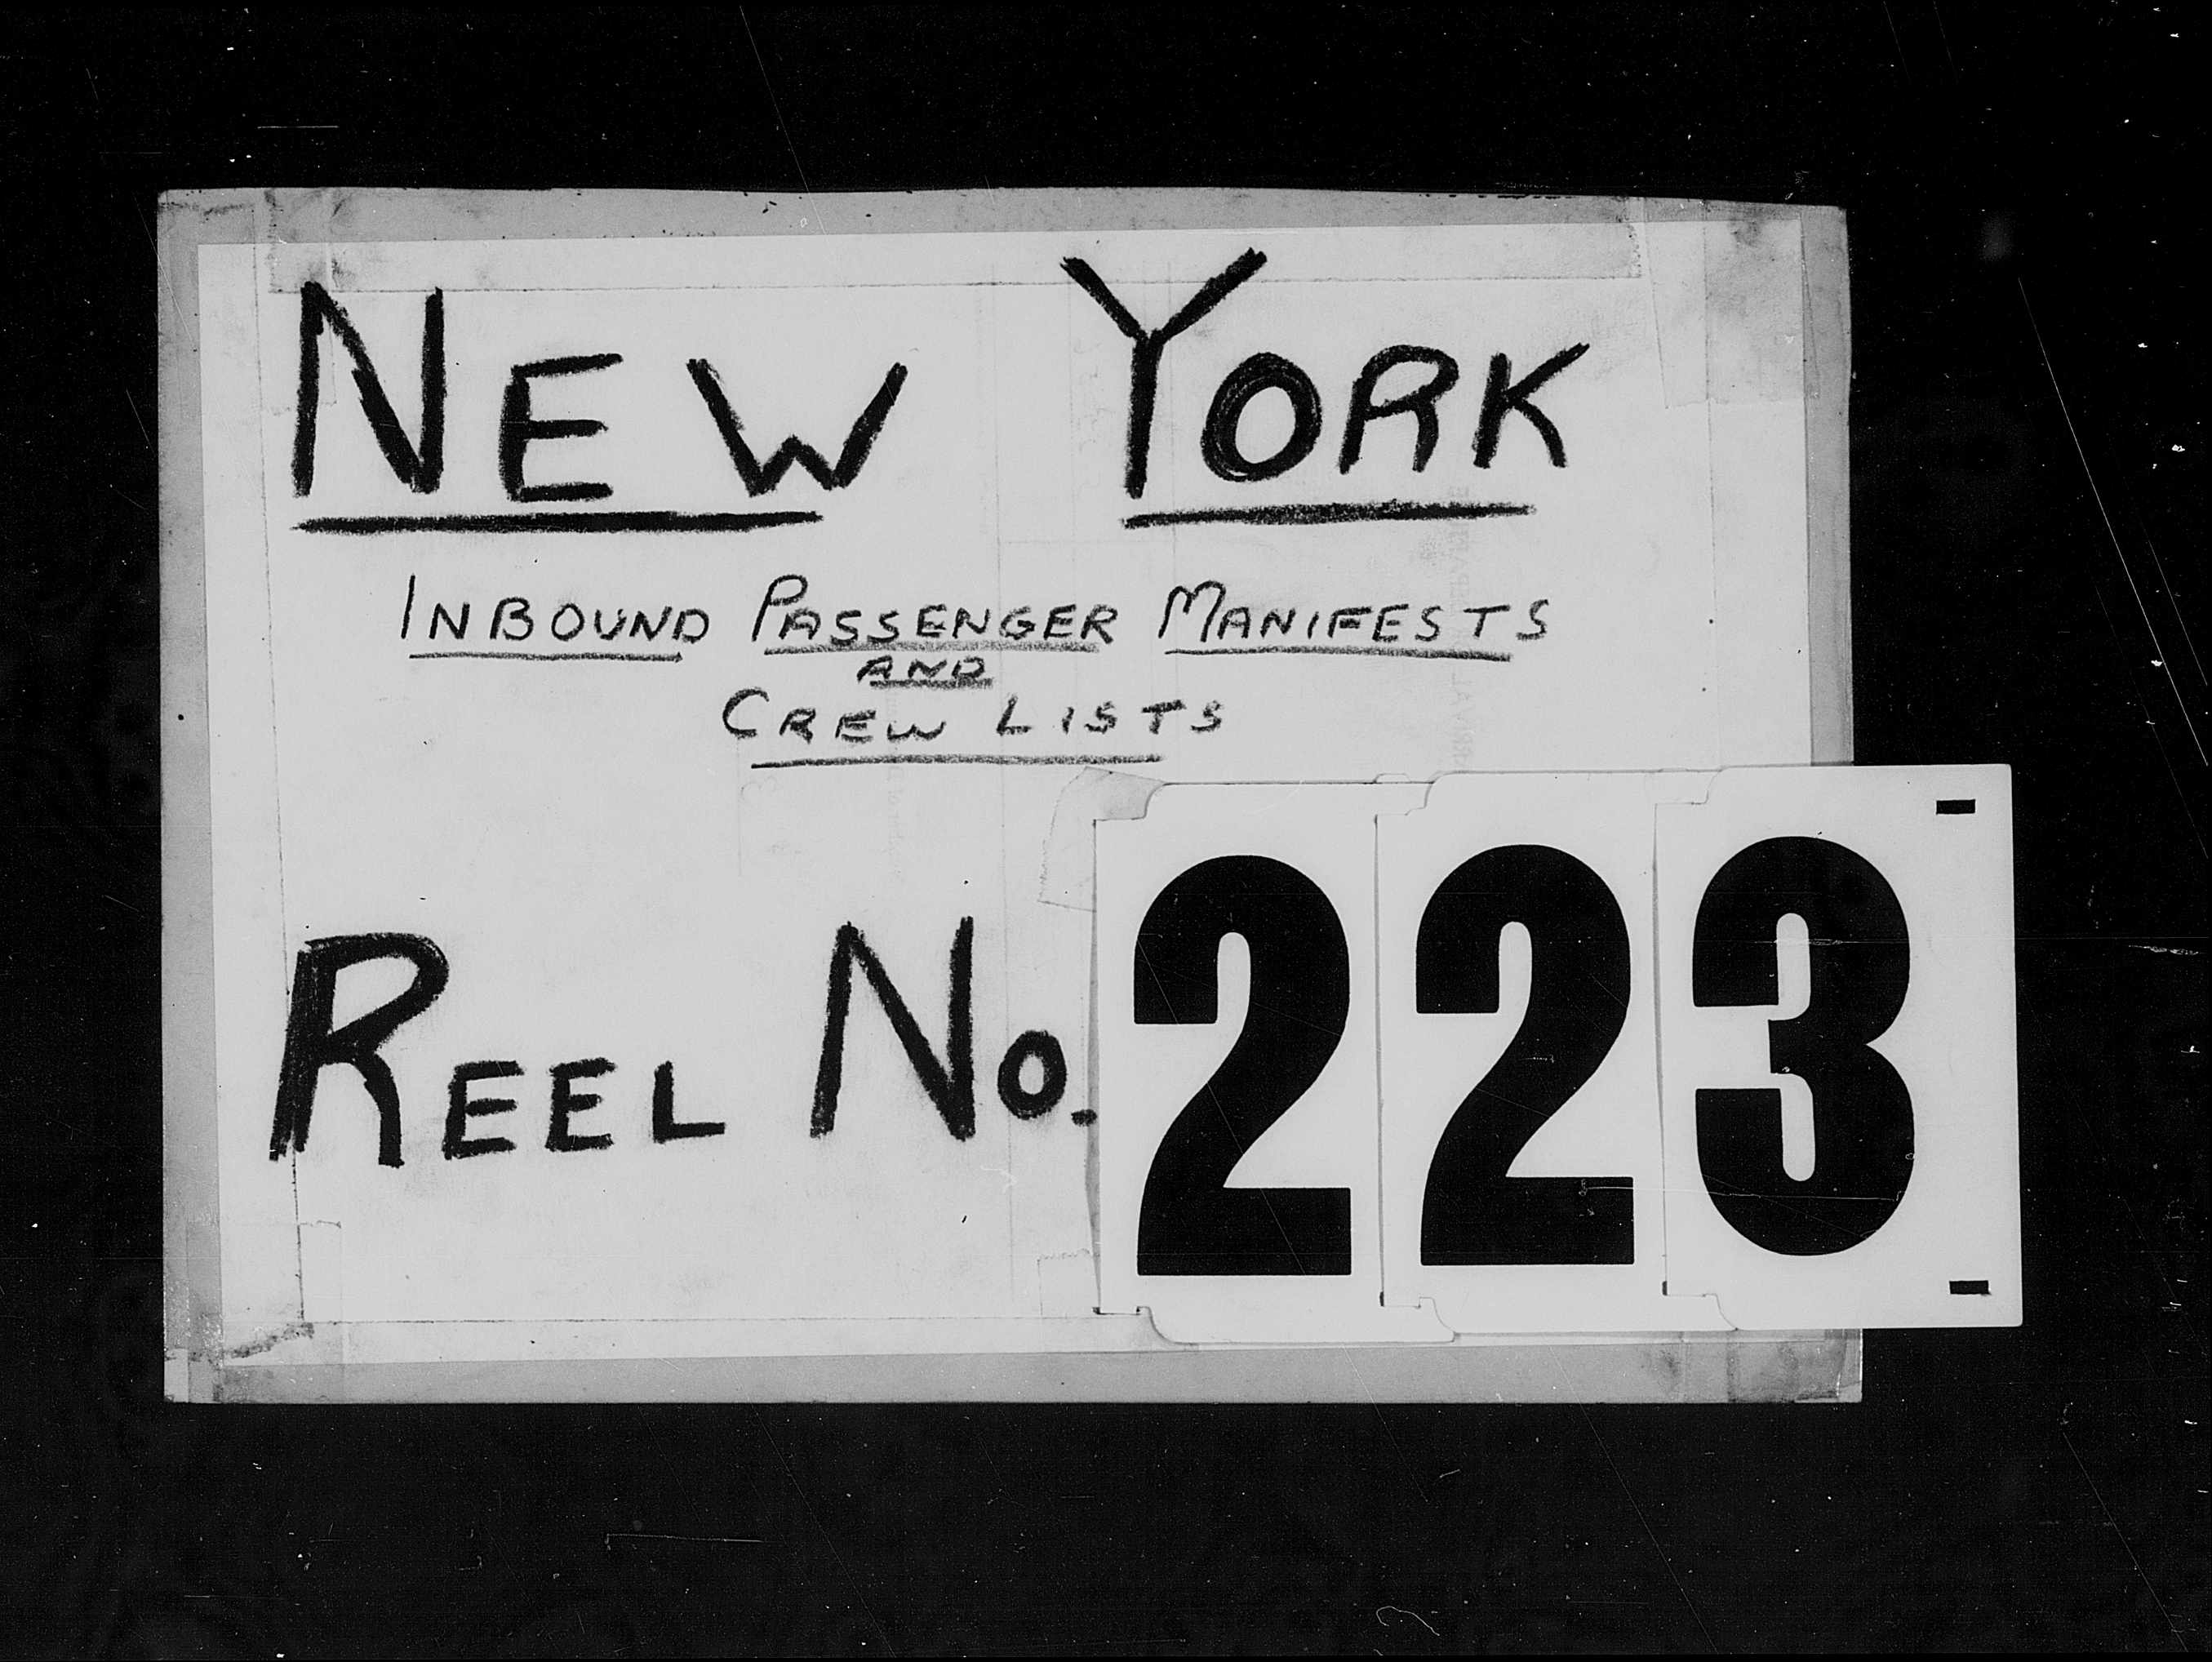 NEW YORK
INBOUND PASSENGER MANIFESTS
AND
CREW LISTS
REEL NO. 223